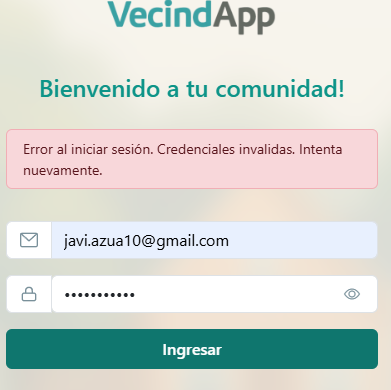 VecindApp
Bienvenido a tu comunidad!
Error al iniciar sesión. Credenciales invalidas. Intenta
nuevamente.
javi.azua10@gmail.com
•••••••••••
Ingresar